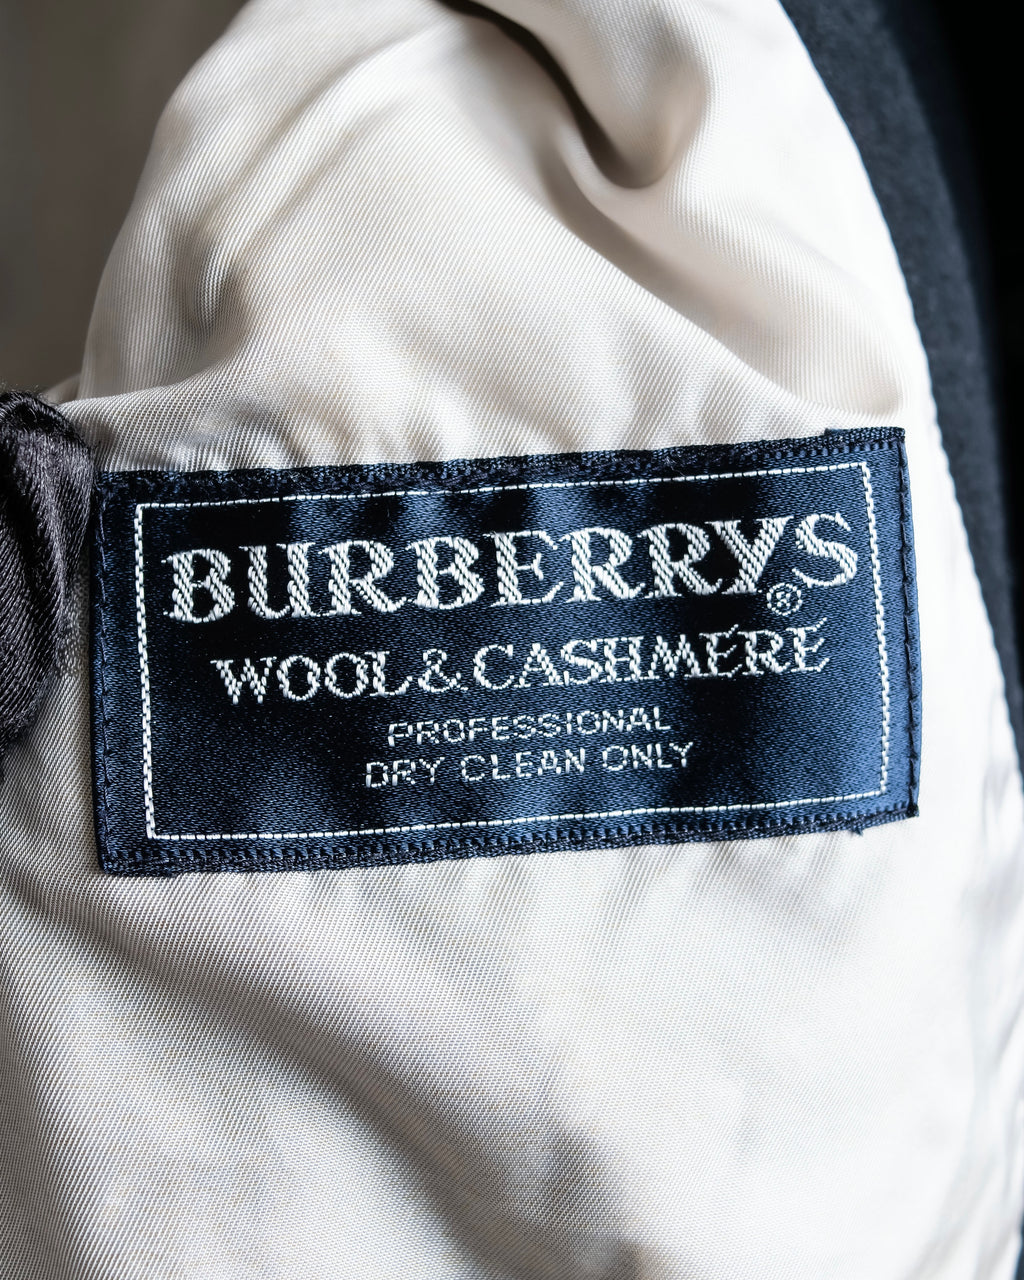 BURBERRYS®
WOOL & CASHMERE
PROFESSIONAL
DRY CLEAN ONLY